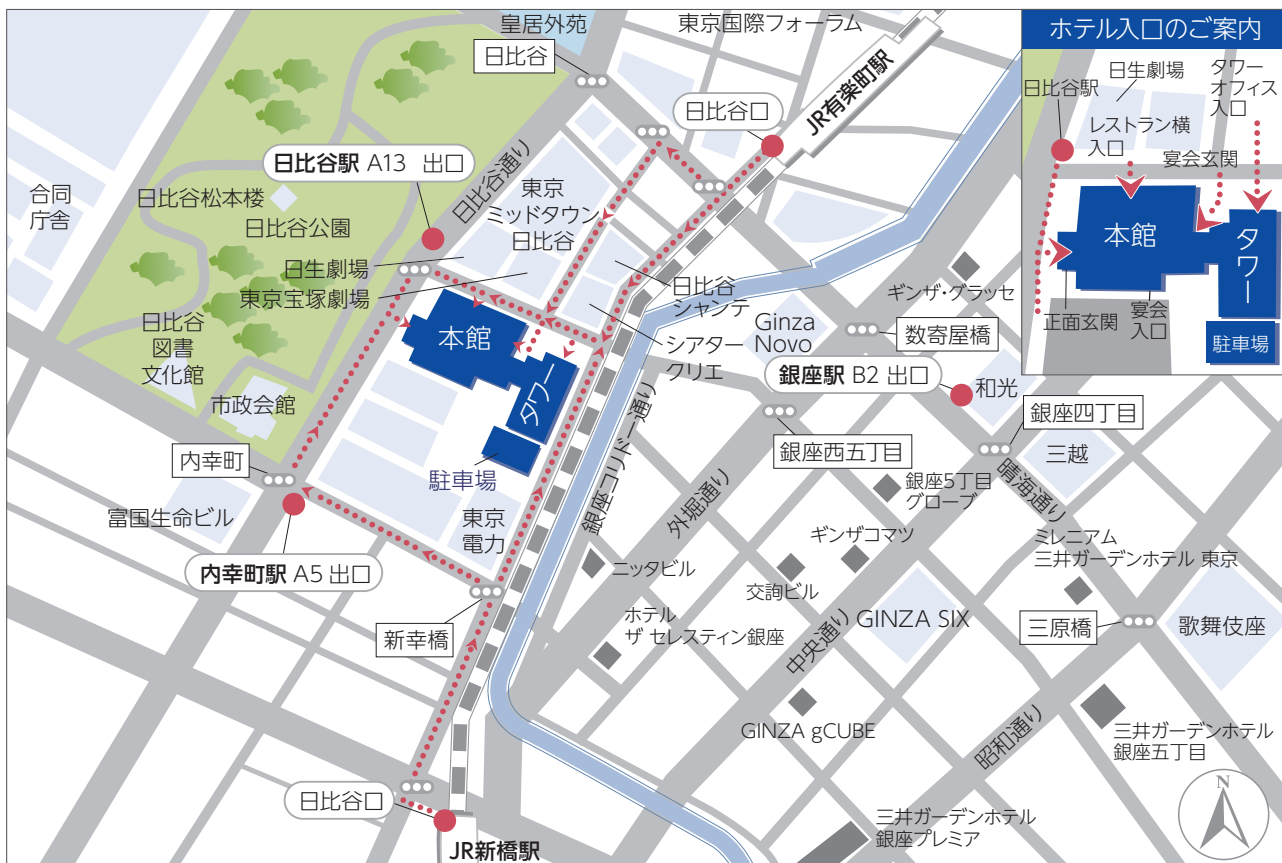 皇居外苑
東京国際フォーラム
日比谷
日比谷口
JR有楽町駅
日比谷駅 A13 出口
日比谷通り
合同
庁舎
日比谷松本楼
日比谷公園
東京
ミッドタウン
日比谷
日生劇場
東京宝塚劇場
日比谷
シャンテ
シアター
クリエ
本館
タワー
駐車場
日比谷
図書
文化館
市政会館
内幸町
富国生命ビル
内幸町駅 A5 出口
東京
電力
新幸橋
日比谷口
JR新橋駅
銀座コリドー通り
Ginza
Novo
ギンザ・グラッセ
数寄屋橋
銀座駅 B2 出口
和光
銀座四丁目
銀座西五丁目
三越
晴海通り
外堀通り
銀座5丁目
グローブ
ギンザコマツ
ニッタビル
交詢ビル
ミレニアム
三井ガーデンホテル 東京
ホテル
ザ セレスティン銀座
中央通り
GINZA SIX
三原橋
歌舞伎座
GINZA gCUBE
昭和通り
三井ガーデンホテル
銀座五丁目
三井ガーデンホテル
銀座プレミア
N
ホテル入口のご案内
日比谷駅
日生劇場
タワー
オフィス
入口
レストラン横
入口
宴会玄関
本館
タワー
正面玄関
宴会
入口
駐車場